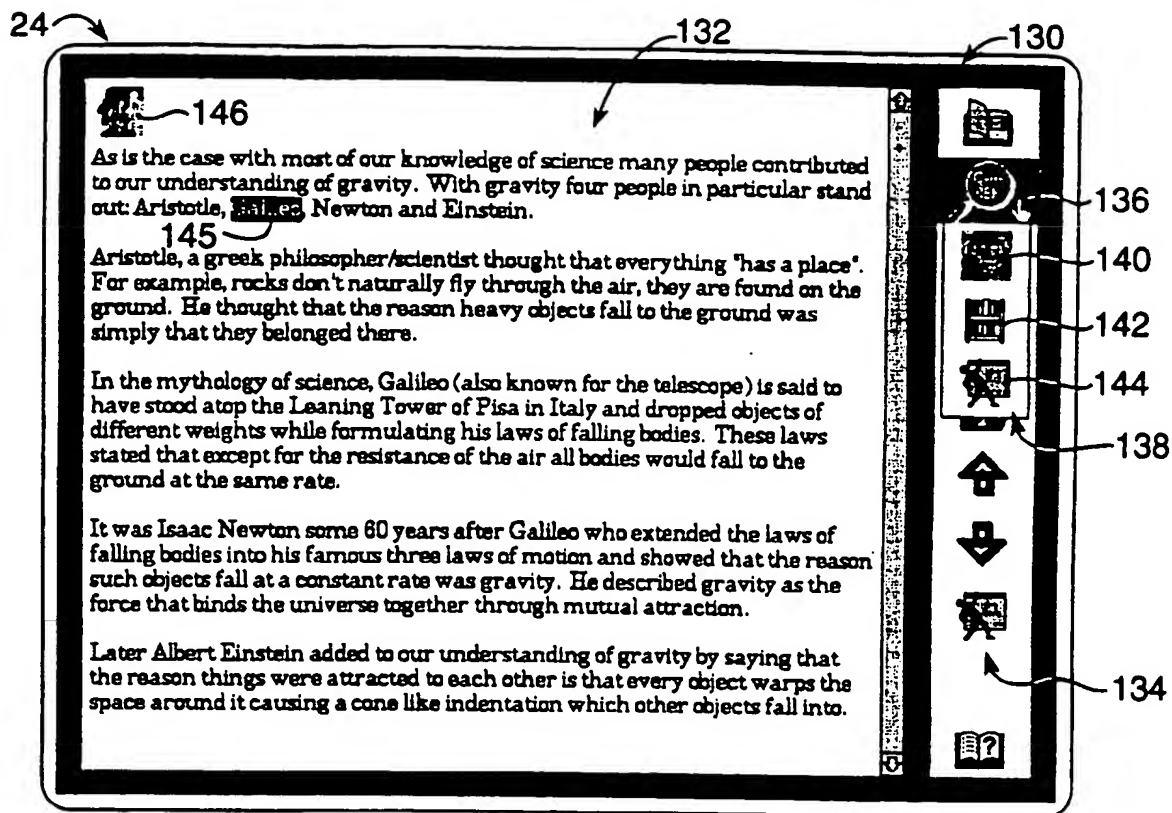 24
132
130
146
As is the case with most of our knowledge of science many people contributed
to our understanding of gravity. With gravity four people in particular stand
out: Aristotle, Newton and Einstein.
136
145
140
Aristotle, a greek philosopher/scientist thought that everything "has a place".
For example, rocks don't naturally fly through the air, they are found on the
ground. He thought that the reason heavy objects fall to the ground was
simply that they belonged there.
142
144
In the mythology of science, Galileo (also known for the telescope) is said to
have stood atop the Leaning Tower of Pisa in Italy and dropped objects of
different weights while formulating his laws of falling bodies. These laws
stated that except for the resistance of the air all bodies would fall to the
ground at the same rate.
138
It was Isaac Newton some 60 years after Galileo who extended the laws of
falling bodies into his famous three laws of motion and showed that the reason
such objects fall at a constant rate was gravity. He described gravity as the
force that binds the universe together through mutual attraction.
Later Albert Einstein added to our understanding of gravity by saying that
the reason things were attracted to each other is that every object warps the
space around it causing a cone like indentation which other objects fall into.
134
?